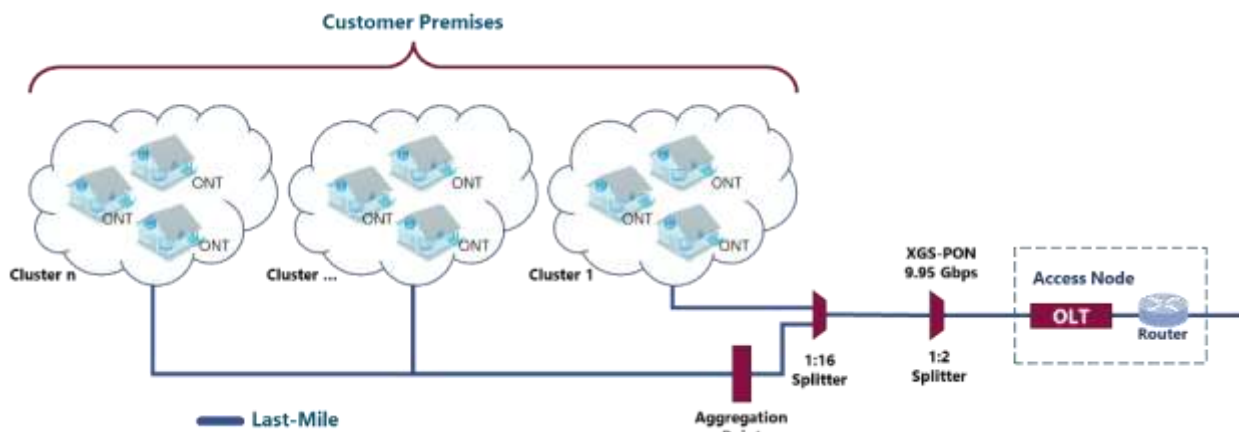 Customer Premises
ONT
ONT
ONT
Cluster n
ONT
ONT
ONT
Cluster ...
ONT
ONT
ONT
Cluster 1
XGS-PON
9.95 Gbps
Access Node
OLT
Router
1:16
Splitter
1:2
Splitter
Aggregation
Last-Mile